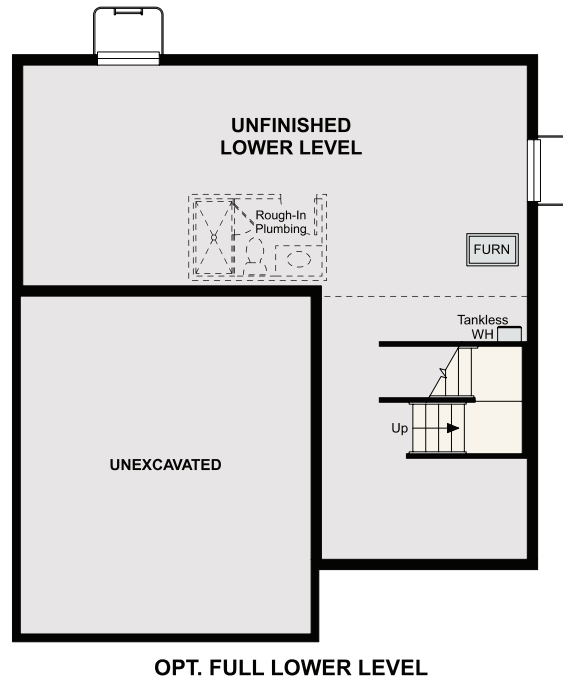 UNFINISHED
LOWER LEVEL
Rough-In
Plumbing
FURN
Tankless
WH
Up
UNEXCAVATED
OPT. FULL LOWER LEVEL